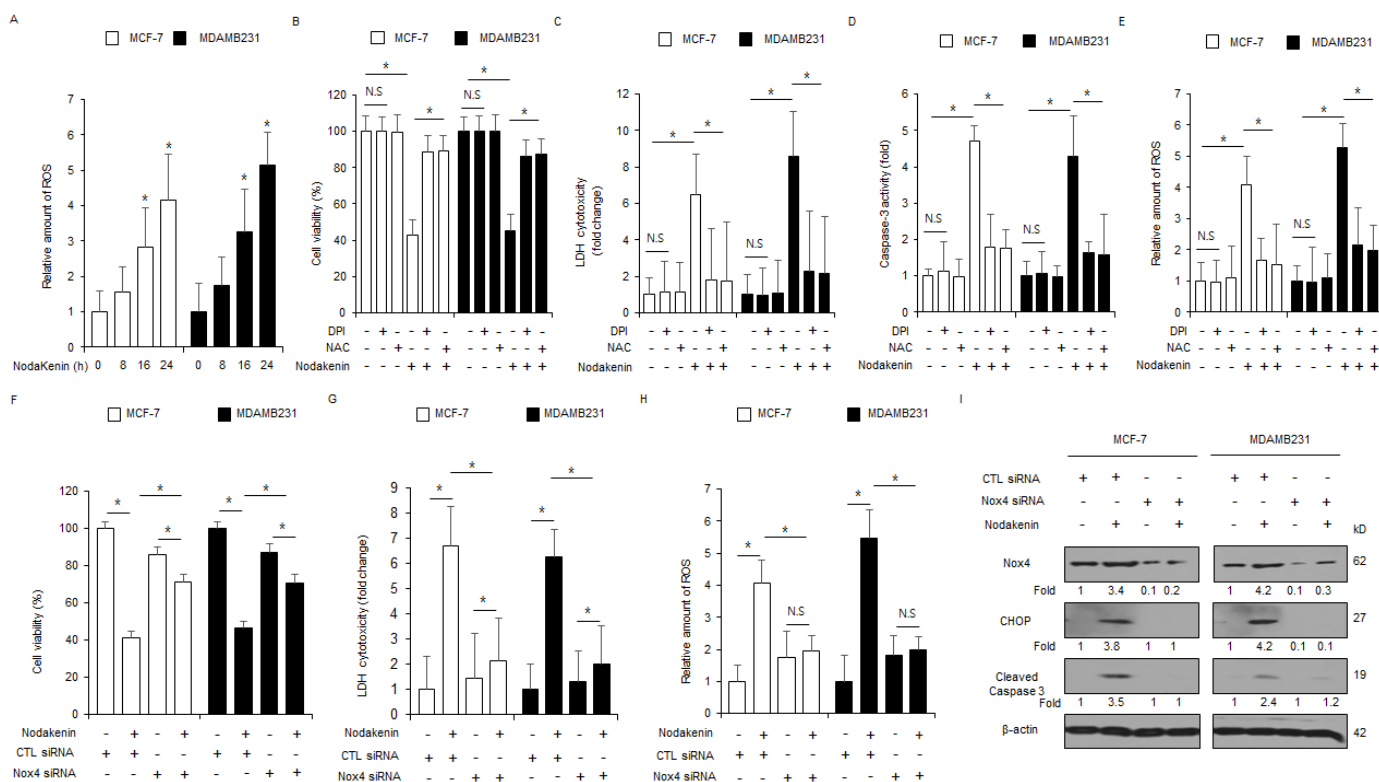 A
MCF-7 MDAMB231
Relative amount of ROS
7
6
5
4
3
2
1
0
* * * *
NodaKenin (h) 0 8 16 24 0 8 16 24
B
MCF-7 MDAMB231
Cell viability (%)
120
100
80
60
40
20
0
* *
N.S * N.S *
DPI - + - - + - - + - - + -
NAC - - + - - + - - + - - +
Nodakenin - - - + + + - - - + + +
C
MCF-7 MDAMB231
LDH cytotoxicity
(fold change)
12
10
8
6
4
2
0
* * * *
N.S N.S
DPI - + - - + - - + - - + -
NAC - - + - - + - - + - - +
Nodakenin - - - + + + - - - + + +
D
MCF-7 MDAMB231
Caspase-3 activity (fold)
6
5
4
3
2
1
0
* * * *
N.S N.S
DPI - + - - + - - + - - + -
NAC - - + - - + - - + - - +
Nodakenin - - - + + + - - - + + +
E
MCF-7 MDAMB231
Relative amount of ROS
7
6
5
4
3
2
1
0
* * * *
N.S N.S
DPI - + - - + - - + - - + -
NAC - - + - - + - - + - - +
Nodakenin - - - + + + - - - + + +
F
MCF-7 MDAMB231
Cell viability (%)
120
100
80
60
40
20
0
* * * * * *
Nodakenin - + - + - + - +
CTL siRNA + + - - + + - -
Nox4 siRNA - - + + - - + +
G
MCF-7 MDAMB231
LDH cytotoxicity (fold change)
9
8
7
6
5
4
3
2
1
0
* * * * * *
Nodakenin - + - + - + - +
CTL siRNA + + - - + + - -
Nox4 siRNA - - + + - - + +
H
MCF-7 MDAMB231
Relative amount of ROS
8
7
6
5
4
3
2
1
0
* * N.S * * N.S
Nodakenin - + - + - + - +
CTL siRNA + + - - + + - -
Nox4 siRNA - - + + - - + +
I
MCF-7 MDAMB231
CTL siRNA + + - - + + - -
Nox4 siRNA - - + + - - + +
Nodakenin - + - + - + - + kD
Nox4 62
Fold 1 3.4 0.1 0.2 1 4.2 0.1 0.3
CHOP 27
Fold 1 3.8 1 1 1 4.2 0.1 0.1
Cleaved
Caspase 3 19
Fold 1 3.5 1 1 1 2.4 1 1.2
β-actin 42